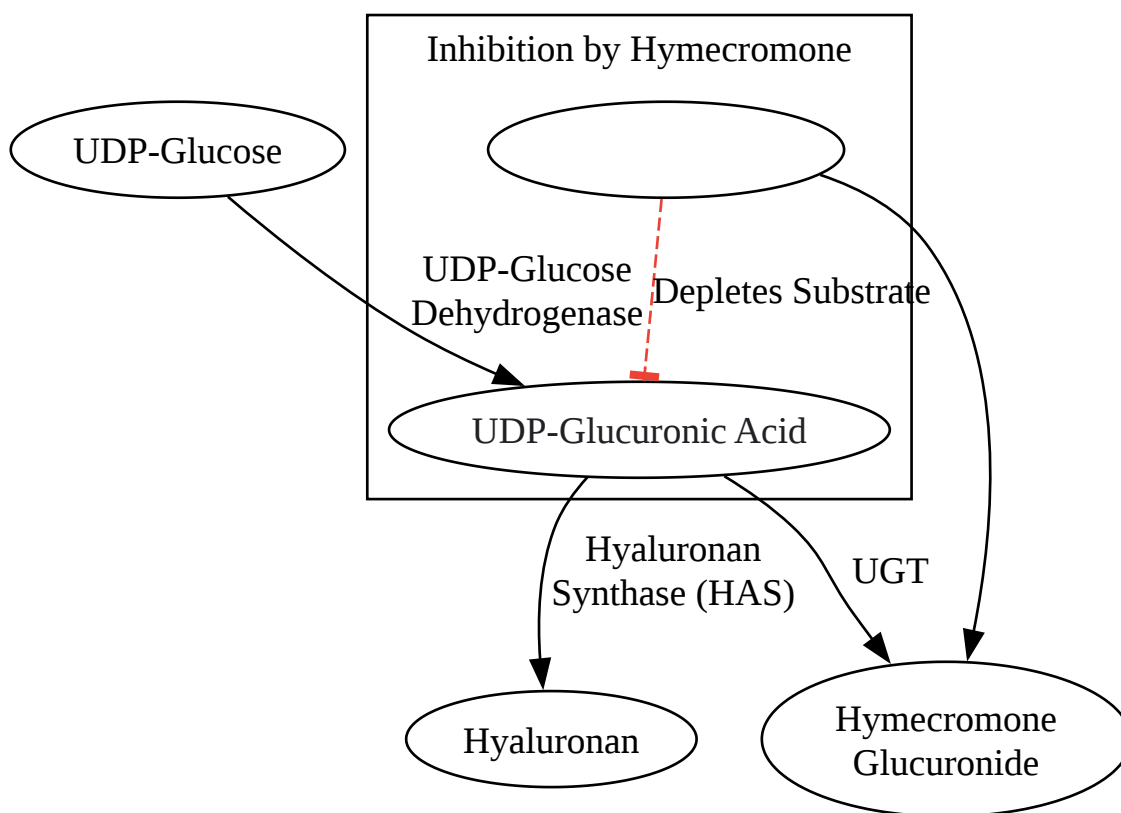 Inhibition by Hymecromone
UDP-Glucose
UDP-Glucose
Dehydrogenase
Depletes Substrate
UDP-Glucuronic Acid
Hyaluronan
Synthase (HAS)
UGT
Hyaluronan
Hymecromone
Glucuronide